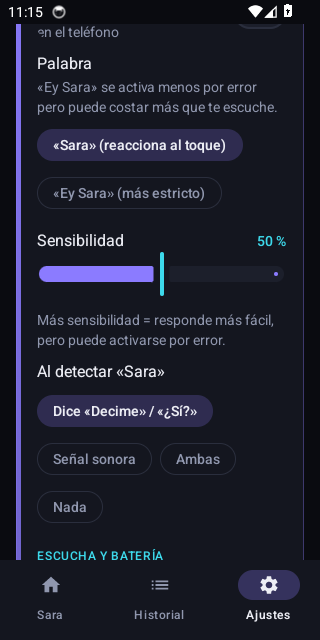 11:15
en el teléfono
Palabra
«Ey Sara» se activa menos por error
pero puede costar más que te escuche.
«Sara» (reacciona al toque)
«Ey Sara» (más estricto)
Sensibilidad
50 %
Más sensibilidad = responde más fácil,
pero puede activarse por error.
Al detectar «Sara»
Dice «Decime» / «¿Sí?»
Señal sonora
Ambas
Nada
ESCUCHA Y BATERÍA
Sara
Historial
Ajustes